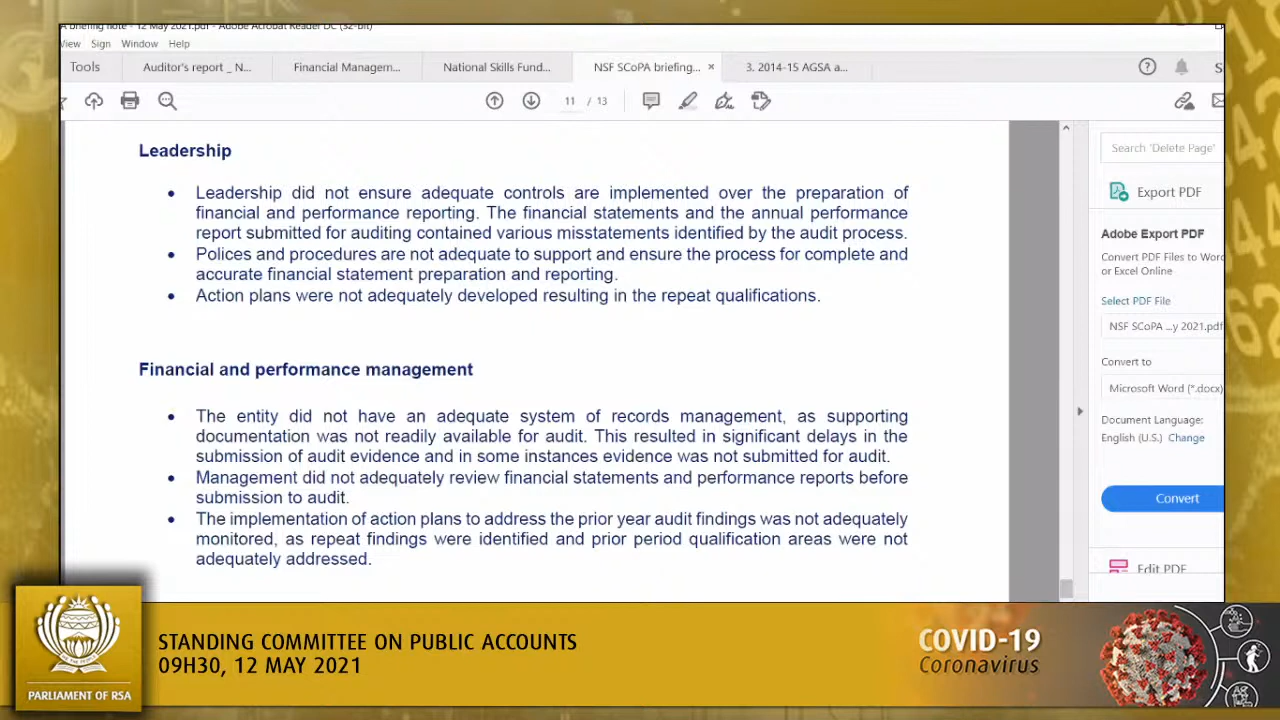 A briefing note - 12 May 2021.pdf - Adobe Acrobat Reader DC (32-bit)
View Sign Window Help
Tools Auditor's report _ N... Financial Managem... National Skills Fund... NSF SCoPA briefing... × 3. 2014-15 AGSA a...
11 / 13
Leadership
• Leadership did not ensure adequate controls are implemented over the preparation of
financial and performance reporting. The financial statements and the annual performance
report submitted for auditing contained various misstatements identified by the audit process.
• Polices and procedures are not adequate to support and ensure the process for complete and
accurate financial statement preparation and reporting.
• Action plans were not adequately developed resulting in the repeat qualifications.
Financial and performance management
• The entity did not have an adequate system of records management, as supporting
documentation was not readily available for audit. This resulted in significant delays in the
submission of audit evidence and in some instances evidence was not submitted for audit.
• Management did not adequately review financial statements and performance reports before
submission to audit.
• The implementation of action plans to address the prior year audit findings was not adequately
monitored, as repeat findings were identified and prior period qualification areas were not
adequately addressed.
Search 'Delete Page'
Export PDF
Adobe Export PDF
Convert PDF Files to Word
or Excel Online
Select PDF File
NSF SCoPA ...y 2021.pdf
Convert to
Microsoft Word (*.docx)
Document Language:
English (U.S.) Change
Convert
Edit PDF
PARLIAMENT OF RSA
STANDING COMMITTEE ON PUBLIC ACCOUNTS
09H30, 12 MAY 2021
COVID-19
Coronavirus